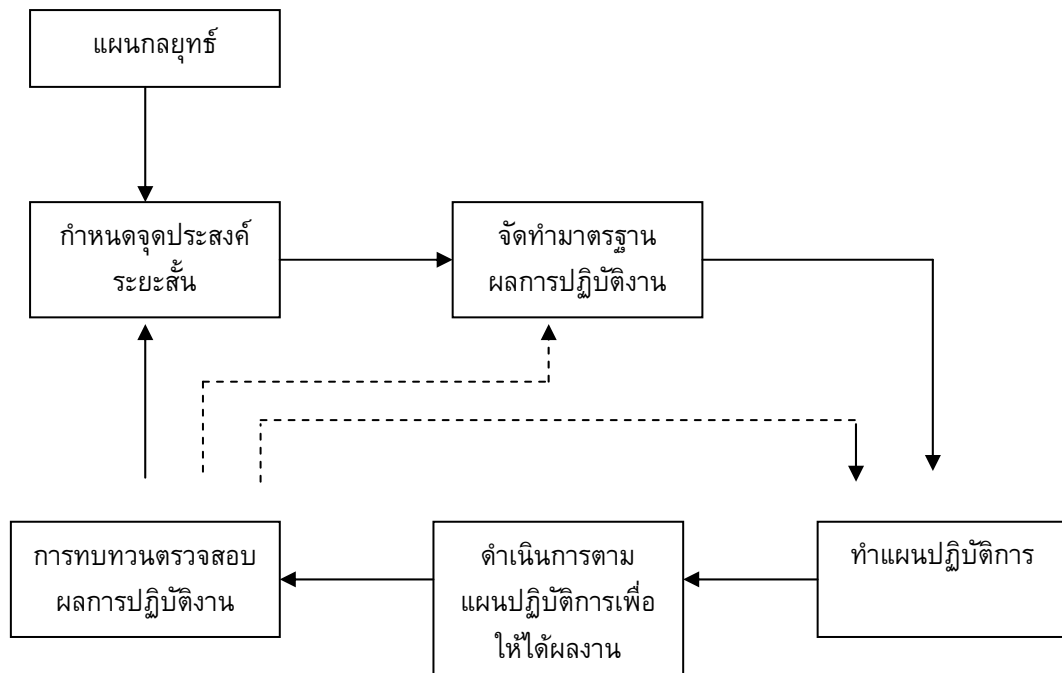 แผนกลยุทธ์
กำหนดจุดประสงค์
ระยะสั้น
จัดทำมาตรฐาน
ผลการปฏิบัติงาน
การทบทวนตรวจสอบ
ผลการปฏิบัติงาน
ดำเนินการตาม
แผนปฏิบัติการเพื่อ
ให้ได้ผลงาน
ทำแผนปฏิบัติการ